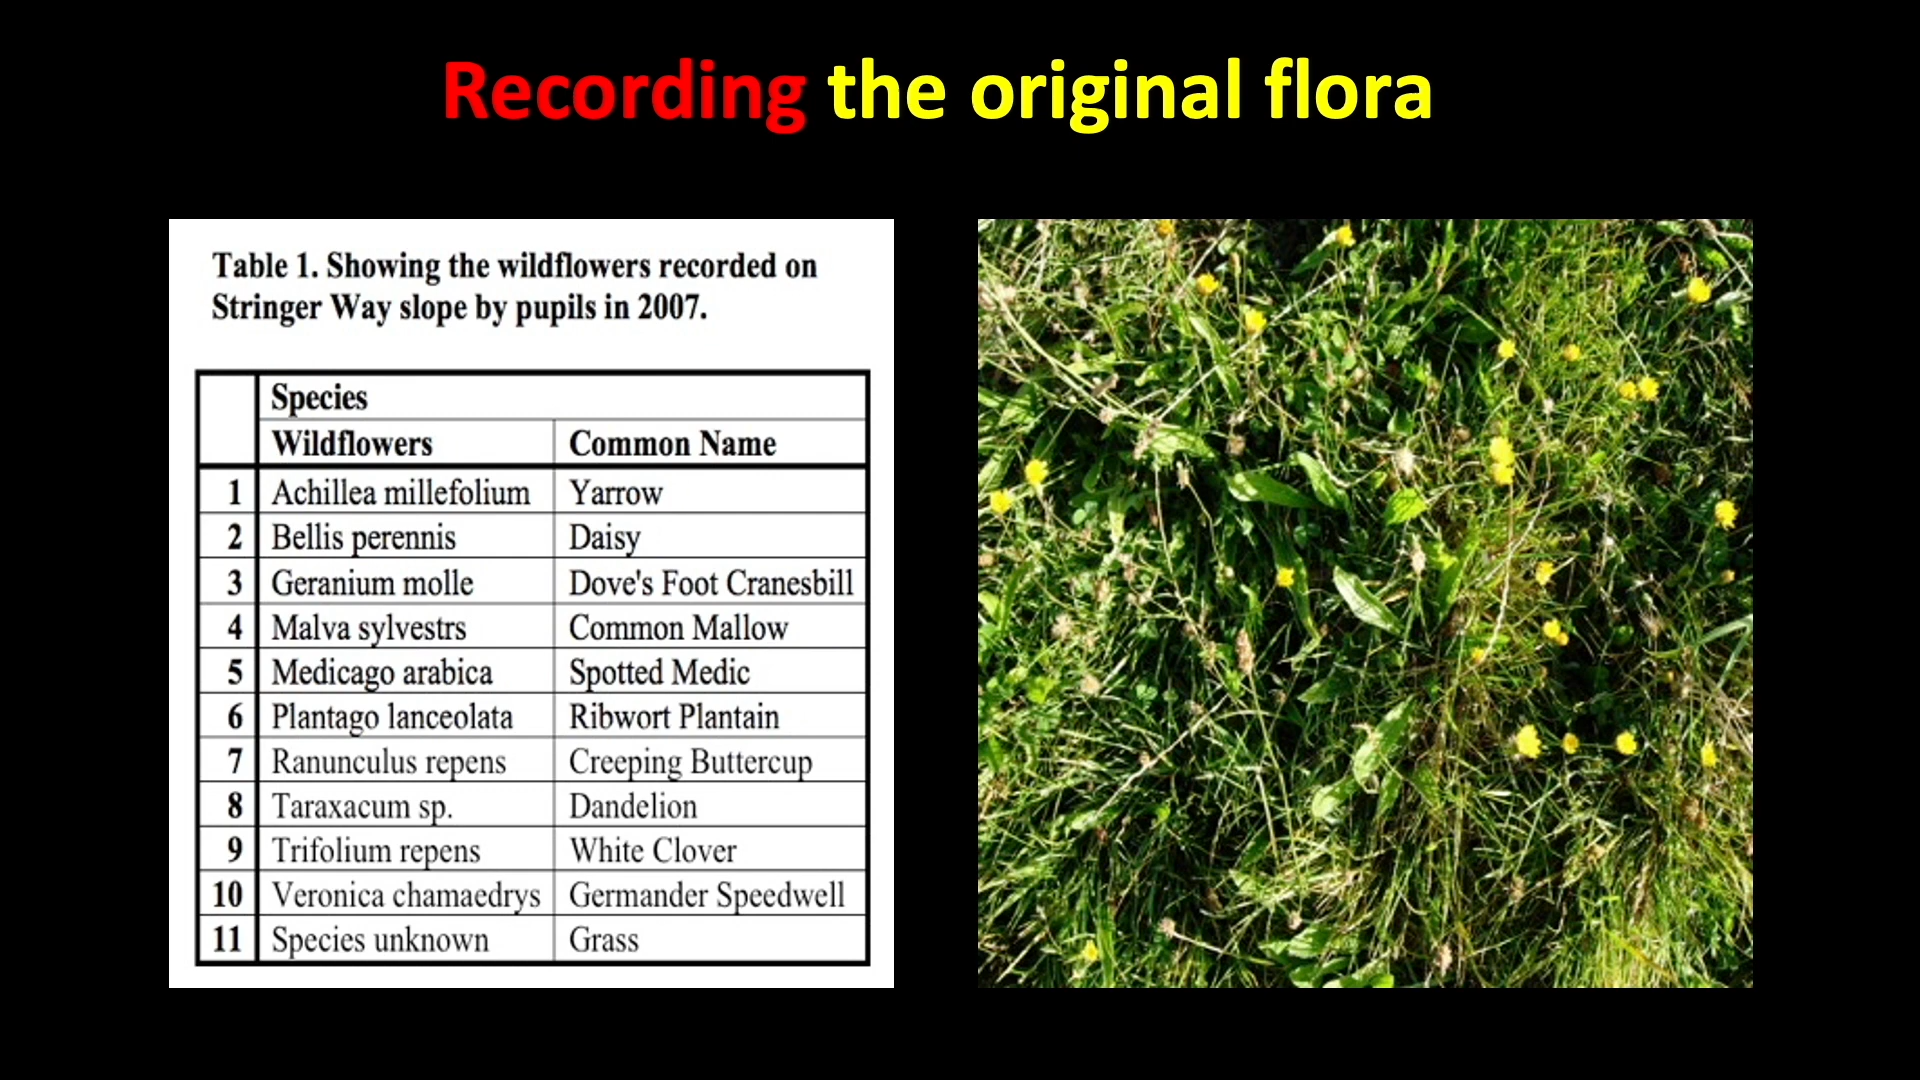 Recording the original flora
Table 1. Showing the wildflowers recorded on
Stringer Way slope by pupils in 2007.
Species
Wildflowers Common Name
1 Achillea millefolium Yarrow
2 Bellis perennis Daisy
3 Geranium molle Dove's Foot Cranesbill
4 Malva sylvestrs Common Mallow
5 Medicago arabica Spotted Medic
6 Plantago lanceolata Ribwort Plantain
7 Ranunculus repens Creeping Buttercup
8 Taraxacum sp. Dandelion
9 Trifolium repens White Clover
10 Veronica chamaedrys Germander Speedwell
11 Species unknown Grass